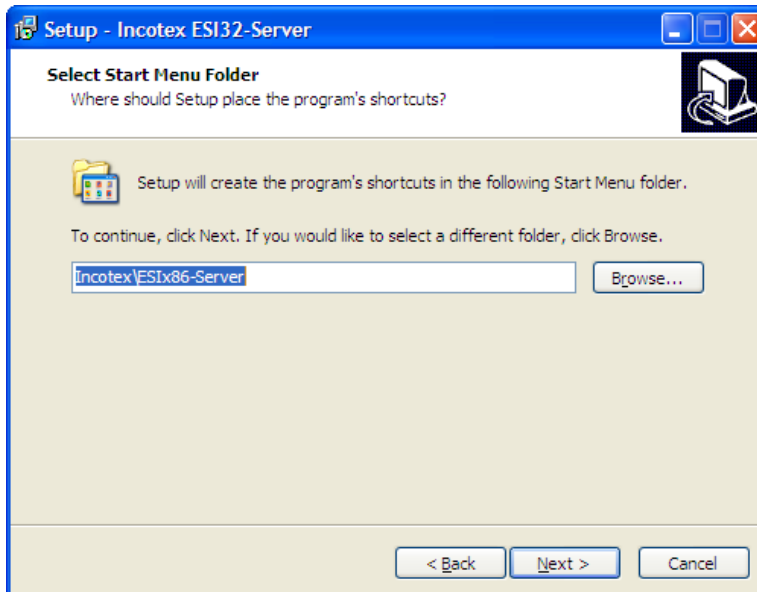 Setup - Incotex ESI32-Server
Select Start Menu Folder
Where should Setup place the program's shortcuts?
Setup will create the program's shortcuts in the following Start Menu folder.
To continue, click Next. If you would like to select a different folder, click Browse.
Incotex\ESIx86-Server
Browse...
< Back
Next >
Cancel